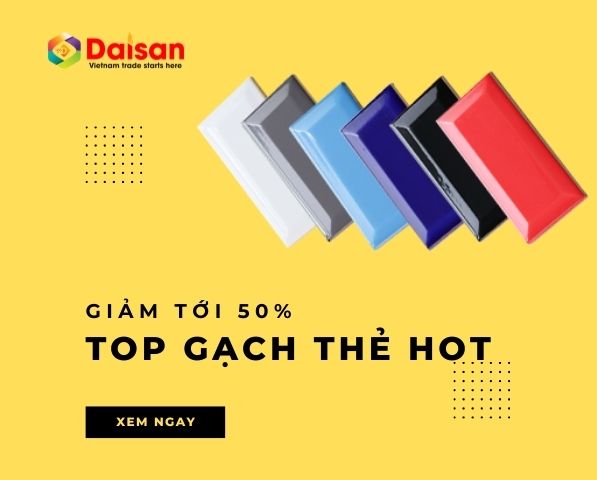 Daisan
Vietnam trade starts here
GIẢM TỚI 50%
TOP GẠCH THẺ HOT
XEM NGAY